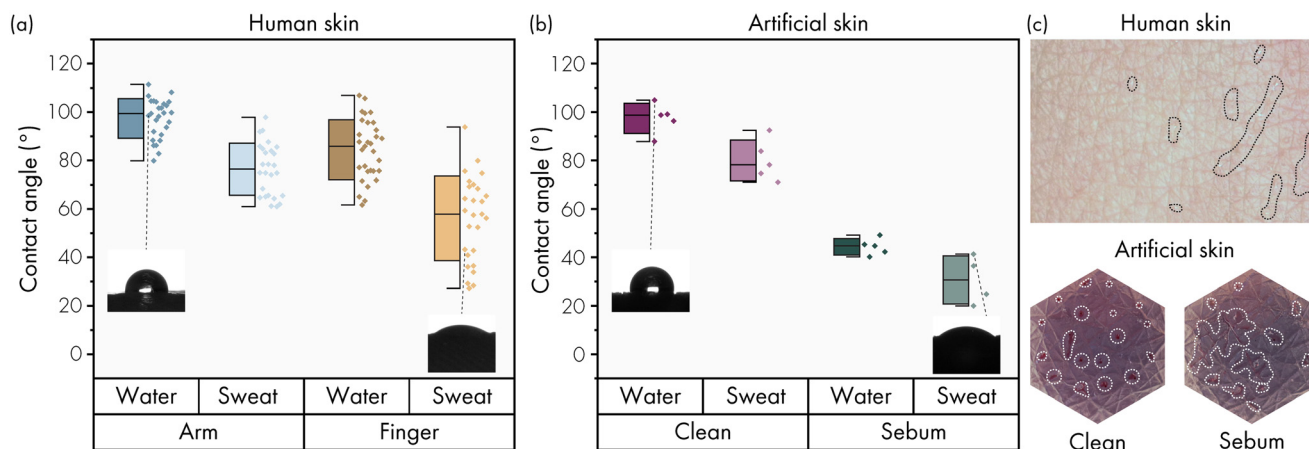 (a)
Human skin
Contact angle (°)
120
100
80
60
40
20
0
Water Sweat Water Sweat
Arm Finger
(b)
Artificial skin
Contact angle (°)
120
100
80
60
40
20
0
Water Sweat Water Sweat
Clean Sebum
(c)
Human skin
Artificial skin
Clean Sebum